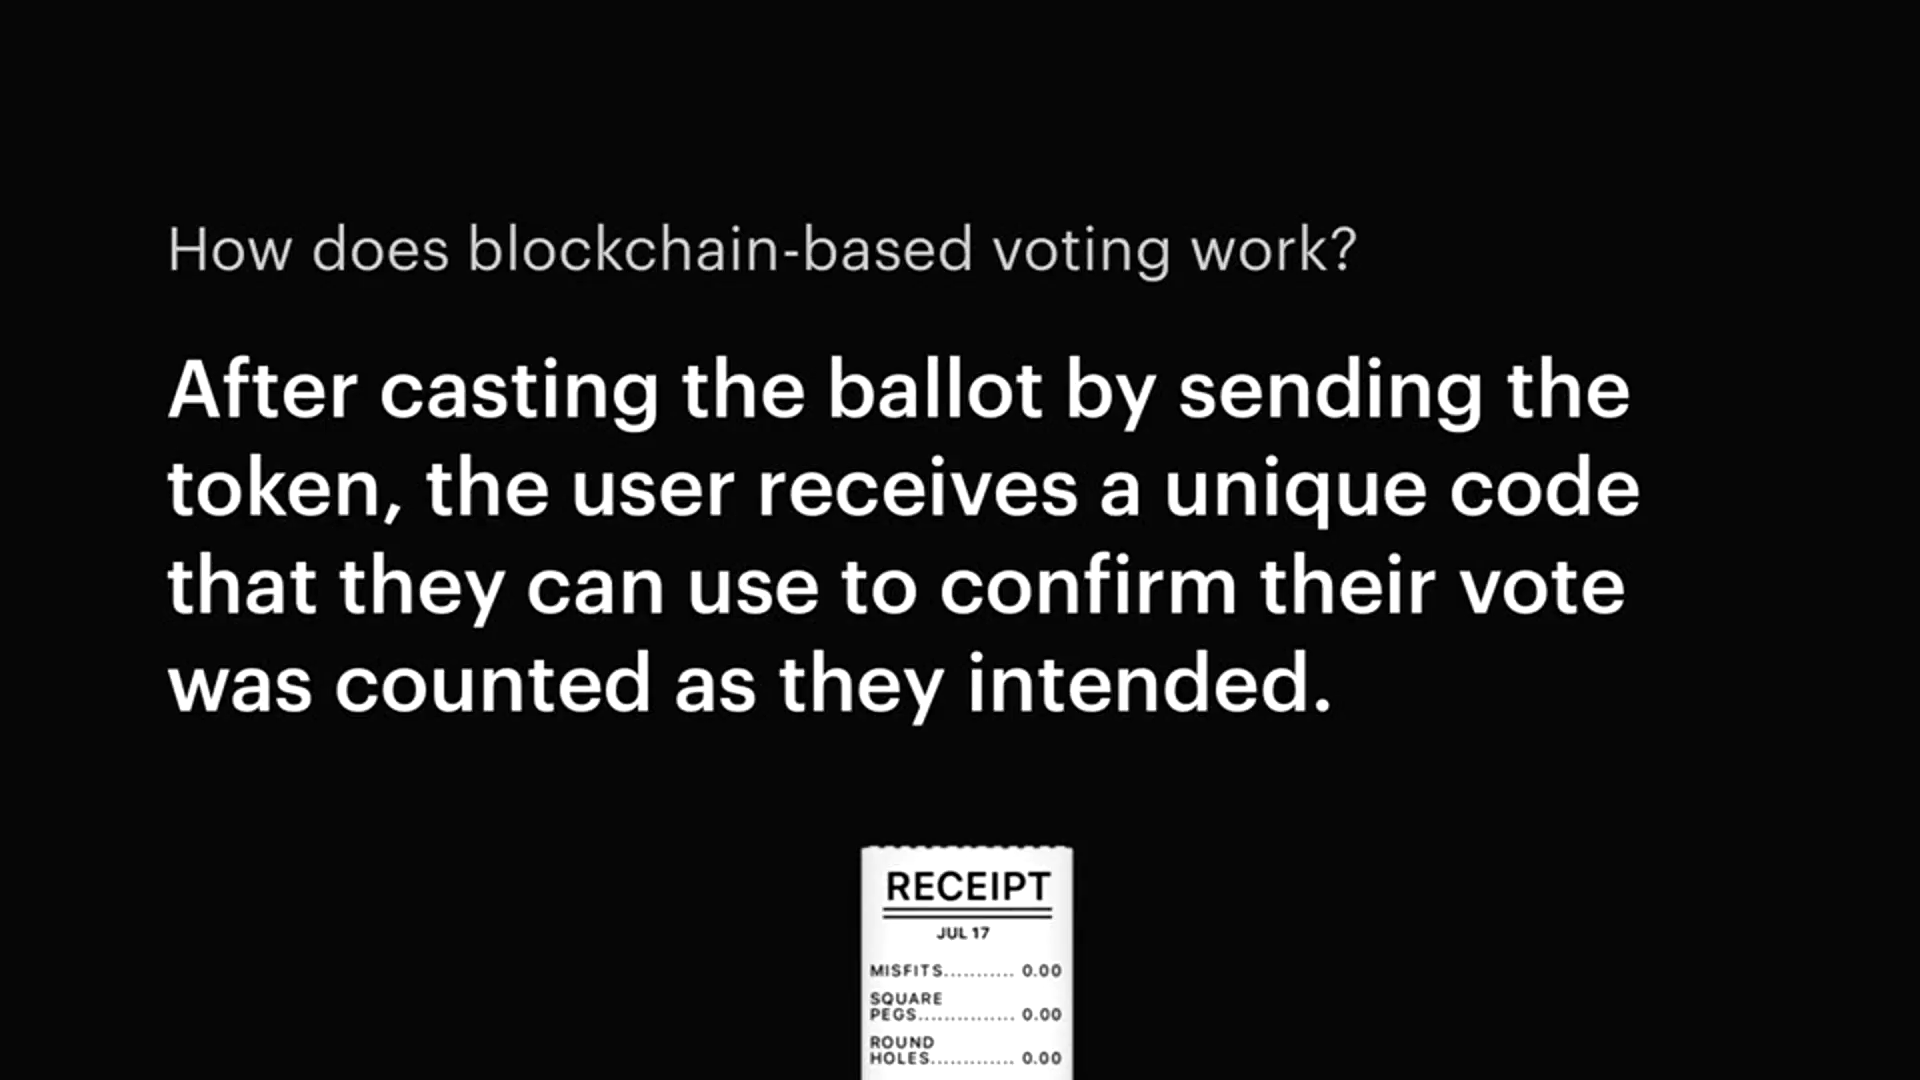 How does blockchain-based voting work?
After casting the ballot by sending the
token, the user receives a unique code
that they can use to confirm their vote
was counted as they intended.
RECEIPT
JUL 17
MISFITS........... 0.00
SQUARE
PEGS............... 0.00
ROUND
HOLES............. 0.00